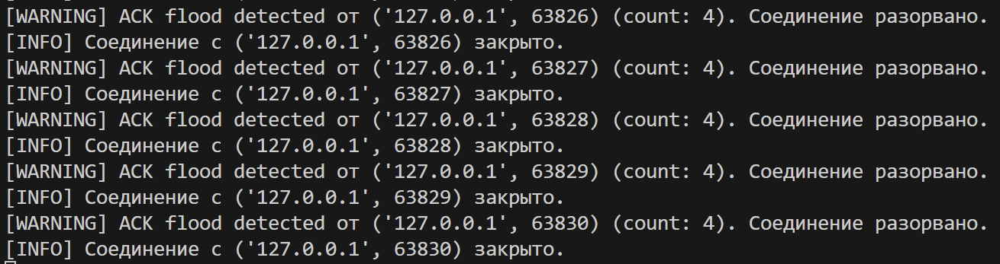 [WARNING] ACK flood detected от ('127.0.0.1', 63826) (count: 4). Соединение разорвано.
[INFO] Соединение с ('127.0.0.1', 63826) закрыто.
[WARNING] ACK flood detected от ('127.0.0.1', 63827) (count: 4). Соединение разорвано.
[INFO] Соединение с ('127.0.0.1', 63827) закрыто.
[WARNING] ACK flood detected от ('127.0.0.1', 63828) (count: 4). Соединение разорвано.
[INFO] Соединение с ('127.0.0.1', 63828) закрыто.
[WARNING] ACK flood detected от ('127.0.0.1', 63829) (count: 4). Соединение разорвано.
[INFO] Соединение с ('127.0.0.1', 63829) закрыто.
[WARNING] ACK flood detected от ('127.0.0.1', 63830) (count: 4). Соединение разорвано.
[INFO] Соединение с ('127.0.0.1', 63830) закрыто.